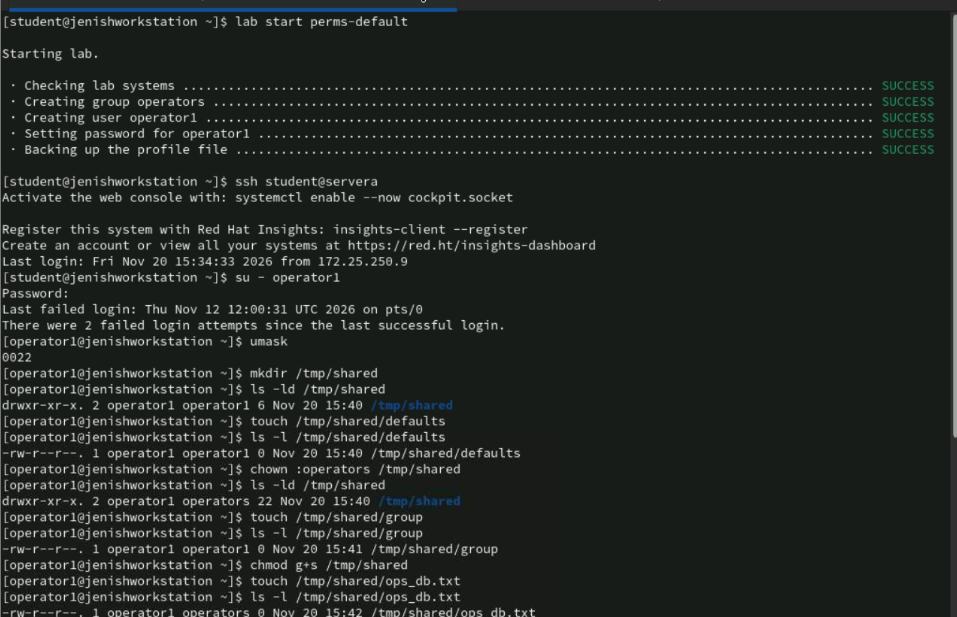 [student@jenishworkstation ~]$ lab start perms-default
Starting lab.
· Checking lab systems ........................................................................................ SUCCESS
· Creating group operators .................................................................................... SUCCESS
· Creating user operator1 ..................................................................................... SUCCESS
· Setting password for operator1 .............................................................................. SUCCESS
· Backing up the profile file ................................................................................. SUCCESS
[student@jenishworkstation ~]$ ssh student@servera
Activate the web console with: systemctl enable --now cockpit.socket
Register this system with Red Hat Insights: insights-client --register
Create an account or view all your systems at https://red.ht/insights-dashboard
Last login: Fri Nov 20 15:34:33 2026 from 172.25.250.9
[student@jenishworkstation ~]$ su - operator1
Password:
Last failed login: Thu Nov 12 12:00:31 UTC 2026 on pts/0
There were 2 failed login attempts since the last successful login.
[operator1@jenishworkstation ~]$ umask
0022
[operator1@jenishworkstation ~]$ mkdir /tmp/shared
[operator1@jenishworkstation ~]$ ls -ld /tmp/shared
drwxr-xr-x. 2 operator1 operator1 6 Nov 20 15:40 /tmp/shared
[operator1@jenishworkstation ~]$ touch /tmp/shared/defaults
[operator1@jenishworkstation ~]$ ls -l /tmp/shared/defaults
-rw-r--r--. 1 operator1 operator1 0 Nov 20 15:40 /tmp/shared/defaults
[operator1@jenishworkstation ~]$ chown :operators /tmp/shared
[operator1@jenishworkstation ~]$ ls -ld /tmp/shared
drwxr-xr-x. 2 operator1 operators 22 Nov 20 15:40 /tmp/shared
[operator1@jenishworkstation ~]$ touch /tmp/shared/group
[operator1@jenishworkstation ~]$ ls -l /tmp/shared/group
-rw-r--r--. 1 operator1 operator1 0 Nov 20 15:41 /tmp/shared/group
[operator1@jenishworkstation ~]$ chmod g+s /tmp/shared
[operator1@jenishworkstation ~]$ touch /tmp/shared/ops_db.txt
[operator1@jenishworkstation ~]$ ls -l /tmp/shared/ops_db.txt
-rw-r--r--. 1 operator1 operators 0 Nov 20 15:42 /tmp/shared/ops_db.txt